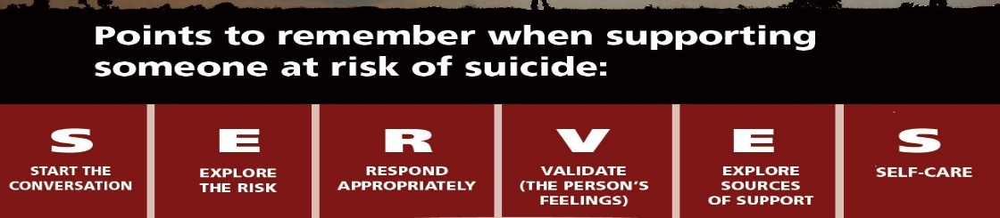 Points to remember when supporting
someone at risk of suicide:
S
START THE
CONVERSATION
E
EXPLORE
THE RISK
R
RESPOND
APPROPRIATELY
V
VALIDATE
(THE PERSON'S
FEELINGS)
E
EXPLORE
SOURCES
OF SUPPORT
S
SELF-CARE